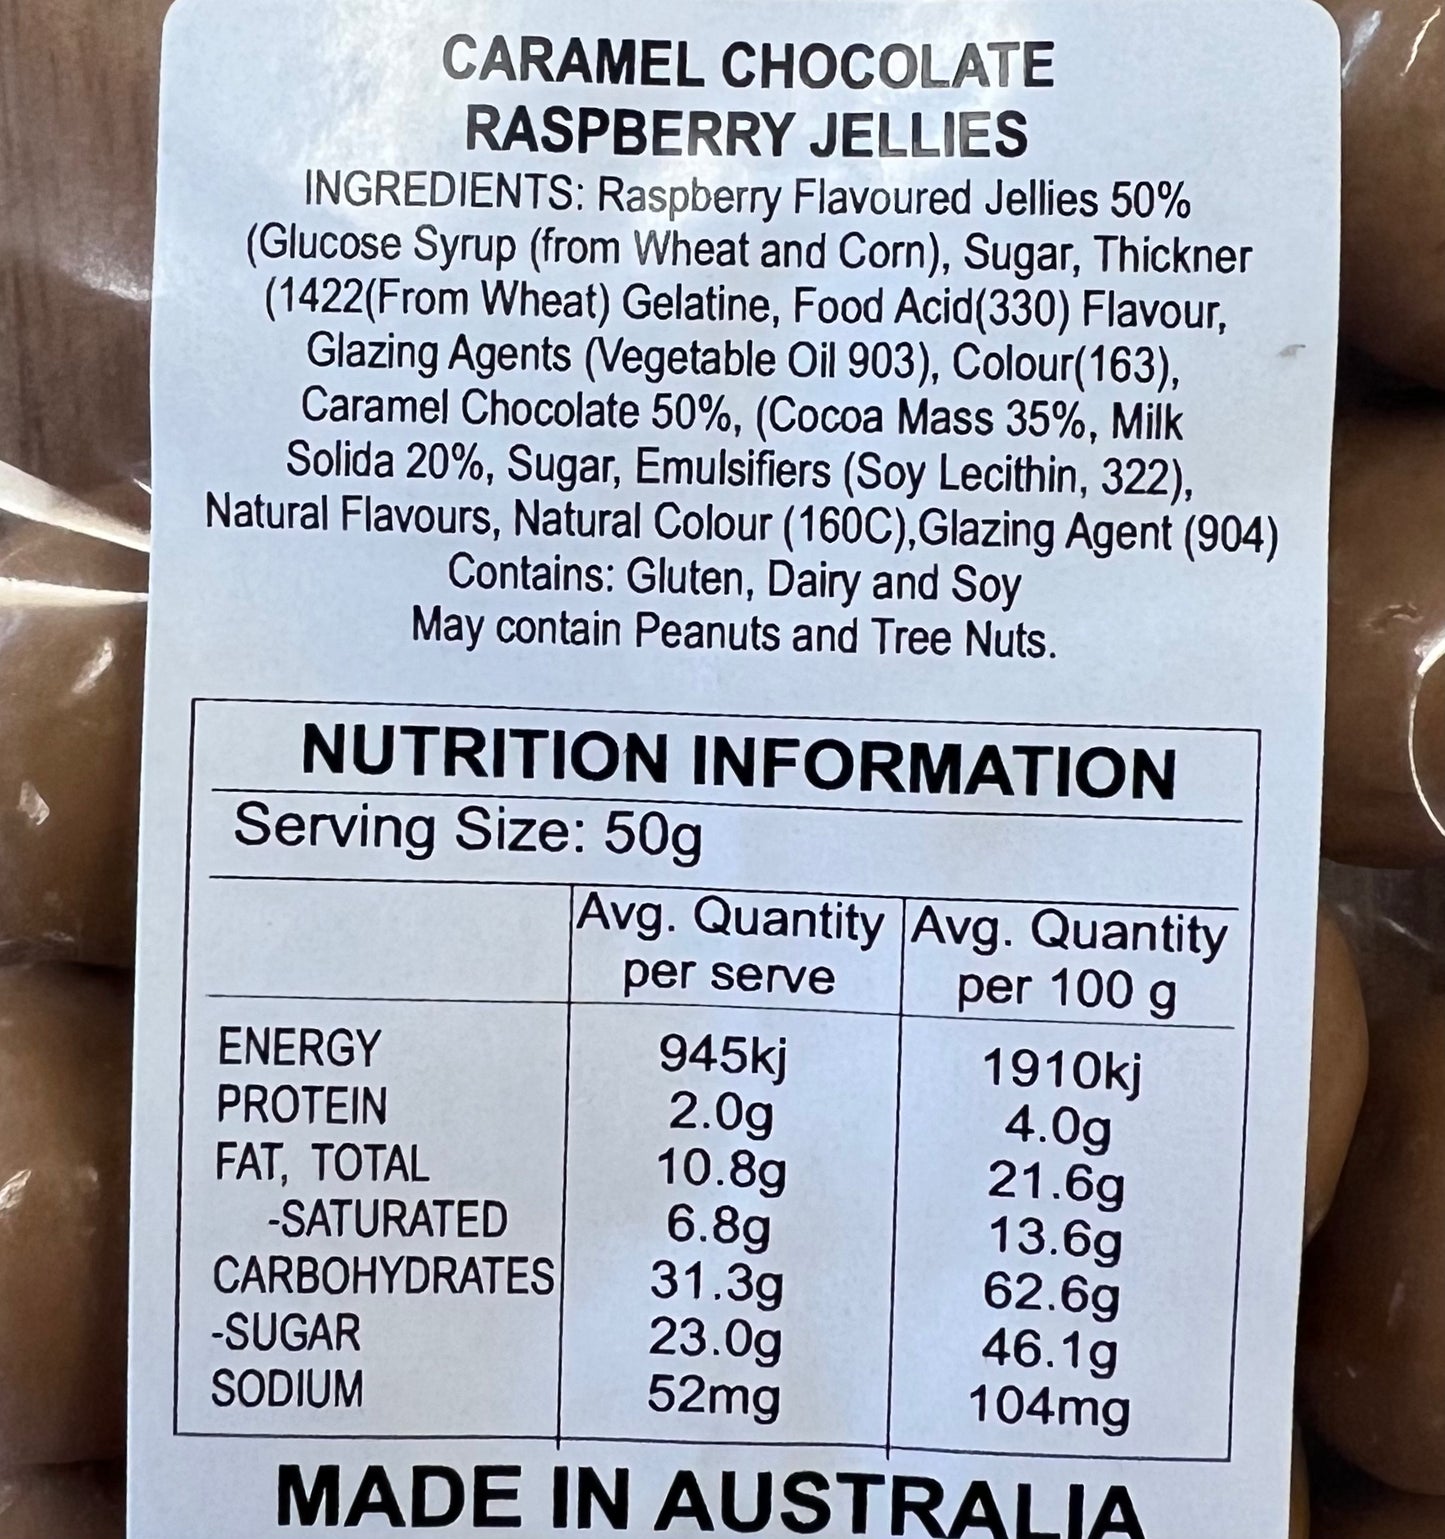 CARAMEL CHOCOLATE
RASPBERRY JELLIES
INGREDIENTS: Raspberry Flavoured Jellies 50%
(Glucose Syrup (from Wheat and Corn), Sugar, Thickner
(1422(From Wheat) Gelatine, Food Acid(330) Flavour,
Glazing Agents (Vegetable Oil 903), Colour(163),
Caramel Chocolate 50%, (Cocoa Mass 35%, Milk
Solida 20%, Sugar, Emulsifiers (Soy Lecithin, 322),
Natural Flavours, Natural Colour (160C),Glazing Agent (904)
Contains: Gluten, Dairy and Soy
May contain Peanuts and Tree Nuts.
NUTRITION INFORMATION
Serving Size: 50g
Avg. Quantity Avg. Quantity
per serve per 100 g
ENERGY 945kj 1910kj
PROTEIN 2.0g 4.0g
FAT, TOTAL 10.8g 21.6g
-SATURATED 6.8g 13.6g
CARBOHYDRATES 31.3g 62.6g
-SUGAR 23.0g 46.1g
SODIUM 52mg 104mg
MADE IN AUSTRALIA